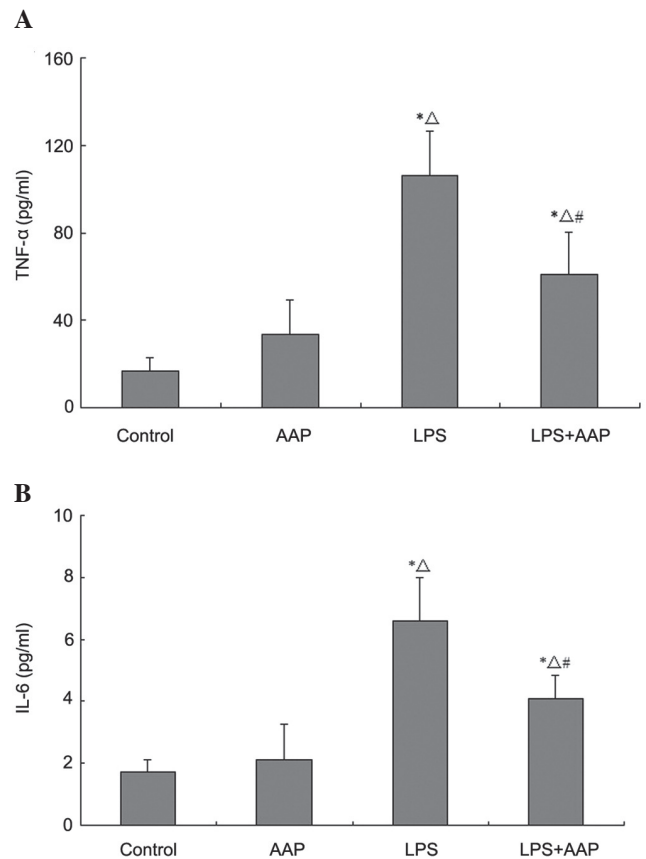 A
160
120
80
40
0
TNF-α (pg/ml)
*△
*△#
Control AAP LPS LPS+AAP
B
10
8
6
4
2
0
IL-6 (pg/ml)
*△
*△#
Control AAP LPS LPS+AAP